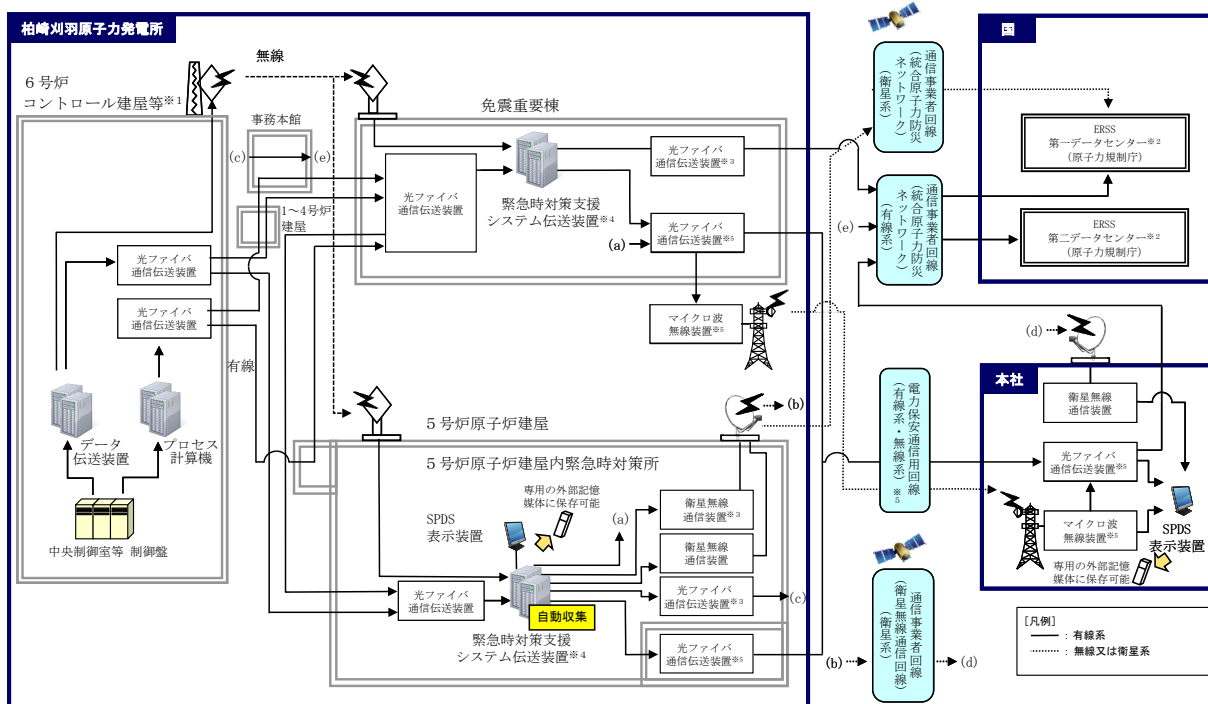 柏崎刈羽原子力発電所
無線
6号炉
コントロール建屋等※1
事務本館
(c)
(e)
1～4号炉
建屋
光ファイバ
通信伝送装置
光ファイバ
通信伝送装置
有線
データ
伝送装置
プロセス
計算機
中央制御室等 制御盤
免震重要棟
光ファイバ
通信伝送装置
緊急時対策支援
システム伝送装置※4
光ファイバ
通信伝送装置※3
(a)
光ファイバ
通信伝送装置※5
マイクロ波
無線装置※5
5号炉原子炉建屋
5号炉原子炉建屋内緊急時対策所
(b)
専用の外部記憶
媒体に保存可能
SPDS
表示装置
(a)
衛星無線
通信装置※3
衛星無線
通信装置
光ファイバ
通信伝送装置※3
(c)
光ファイバ
通信伝送装置
自動収集
緊急時対策支援
システム伝送装置※4
光ファイバ
通信伝送装置※5
通信事業者回線
(統合原子力防災
ネットワーク)
(衛星系)
(e)
通信事業者回線
(統合原子力防災
ネットワーク)
(有線系)
電力保安通信用回線
(有線系・無線系)
※5
(b)
通信事業者回線
(衛星無線通信回線)
(衛星系)
(d)
国
ERSS
第一データセンター※2
(原子力規制庁)
ERSS
第二データセンター※2
(原子力規制庁)
(d)
本社
衛星無線
通信装置
光ファイバ
通信伝送装置※5
マイクロ波
無線装置※5
SPDS
表示装置
専用の外部記憶
媒体に保存可能
[凡例]
：有線系
：無線又は衛星系